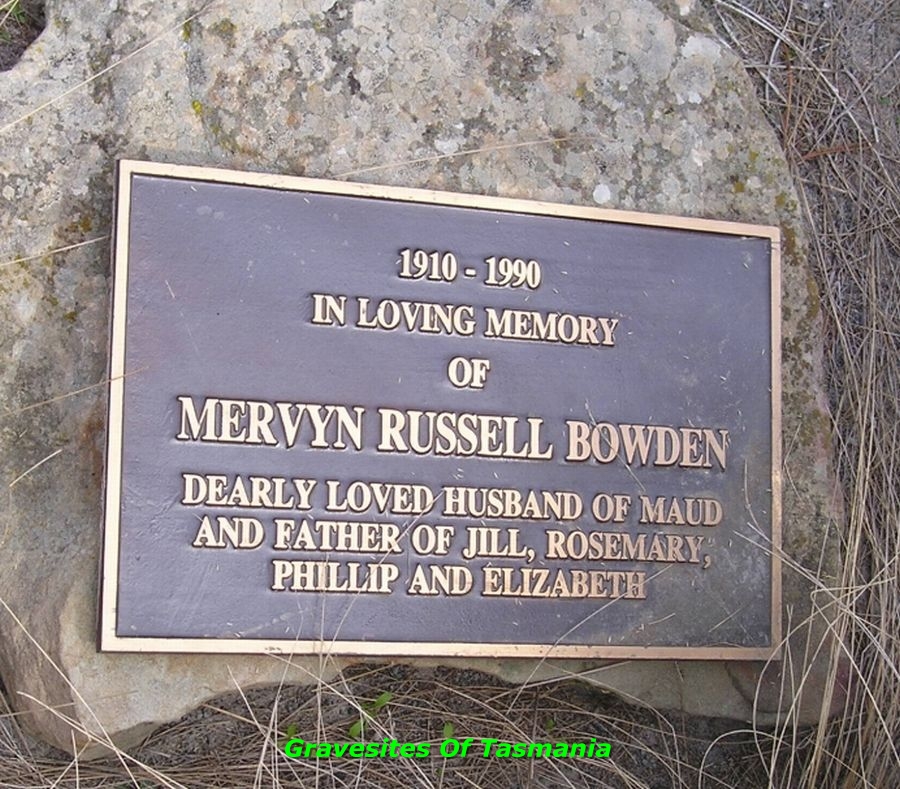 1910 - 1990
IN LOVING MEMORY
OF
MERVYN RUSSELL BOWDEN
DEARLY LOVED HUSBAND OF MAUD
AND FATHER OF JILL, ROSEMARY,
PHILLIP AND ELIZABETH
Gravesites Of Tasmania